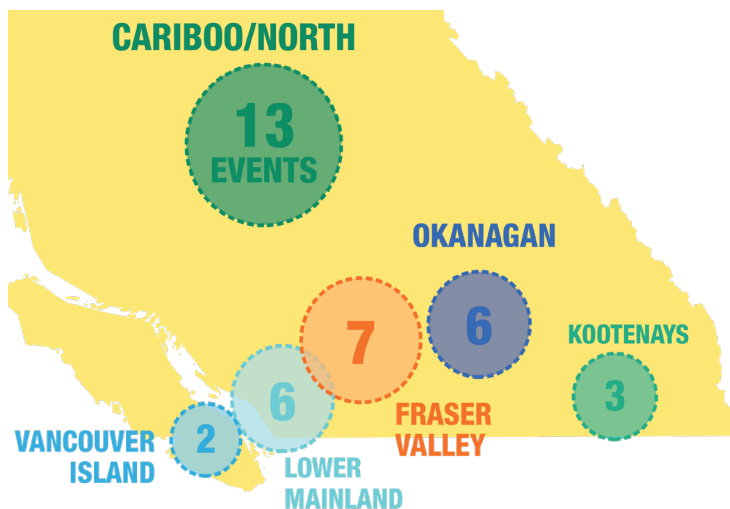 CARIBOO/NORTH
13
EVENTS
OKANAGAN
6
7
KOOTENAYS
3
6
FRASER
VALLEY
2
VANCOUVER
ISLAND
LOWER
MAINLAND